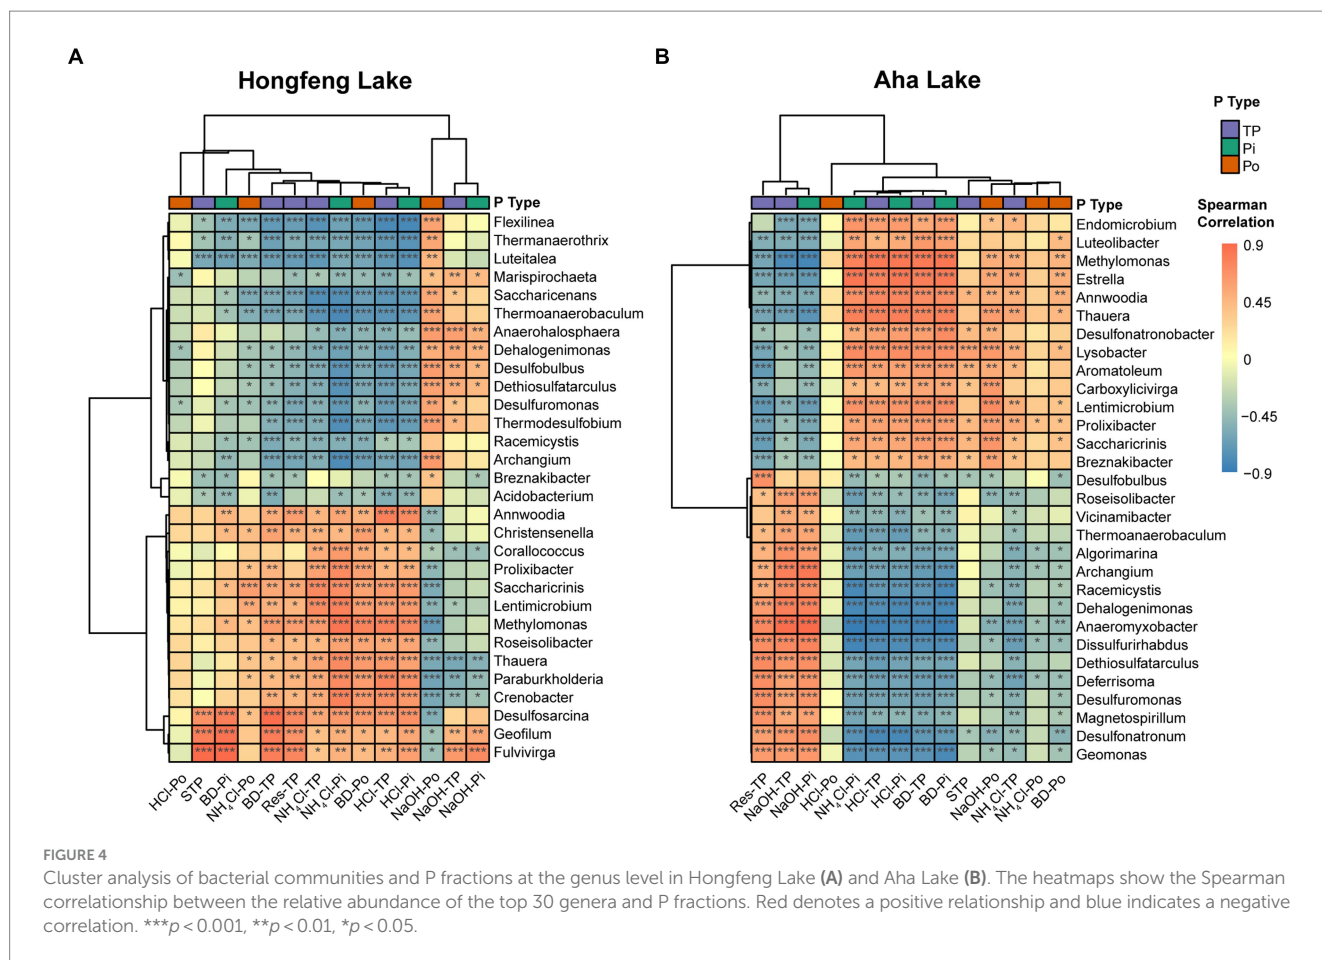 A
B
Hongfeng Lake
Aha Lake
P Type
TP
Pi
Po
P Type
Flexilinea
Thermanaerothrix
Luteitalea
Marispirochaeta
Saccharicenans
Thermoanaerobaculum
Anaerohalosphaera
Dehalogenimonas
Desulfobulbus
Dethiosulfatarculus
Desulfuromonas
Thermodesulfobium
Racemicystis
Archangium
Breznakibacter
Acidobacterium
Annwoodia
Christensenella
Corallococcus
Prolixibacter
Saccharicrinis
Lentimicrobium
Methylomonas
Roseisolibacter
Thauera
Paraburkholderia
Crenobacter
Desulfosarcina
Geofilum
Fulvivirga
HCl-Po
STP
BD-Pi
NH₄Cl-Po
BD-TP
Res-TP
NH₄Cl-TP
NH₄Cl-Pi
BD-Po
HCl-TP
HCl-Pi
NaOH-Po
NaOH-TP
NaOH-Pi
P Type
Endomicrobium
Luteolibacter
Methylomonas
Estrella
Annwoodia
Thauera
Desulfonatronobacter
Lysobacter
Aromatoleum
Carboxylicivirga
Lentimicrobium
Prolixibacter
Saccharicrinis
Breznakibacter
Desulfobulbus
Roseisolibacter
Vicinamibacter
Thermoanaerobaculum
Algorimarina
Archangium
Racemicystis
Dehalogenimonas
Anaeromyxobacter
Dissulfurirhabdus
Dethiosulfatarculus
Deferrisoma
Desulfuromonas
Magnetospirillum
Desulfonatronum
Geomonas
Res-TP
NaOH-TP
NaOH-Pi
HCl-Po
NH₄Cl-Pi
HCl-TP
HCl-Pi
BD-TP
BD-Pi
STP
NaOH-Po
NH₄Cl-TP
NH₄Cl-Po
BD-Po
Spearman
Correlation
0.9
0.45
0
−0.45
−0.9
FIGURE 4
Cluster analysis of bacterial communities and P fractions at the genus level in Hongfeng Lake (A) and Aha Lake (B). The heatmaps show the Spearman
correlationship between the relative abundance of the top 30 genera and P fractions. Red denotes a positive relationship and blue indicates a negative
correlation. ***p < 0.001, **p < 0.01, *p < 0.05.